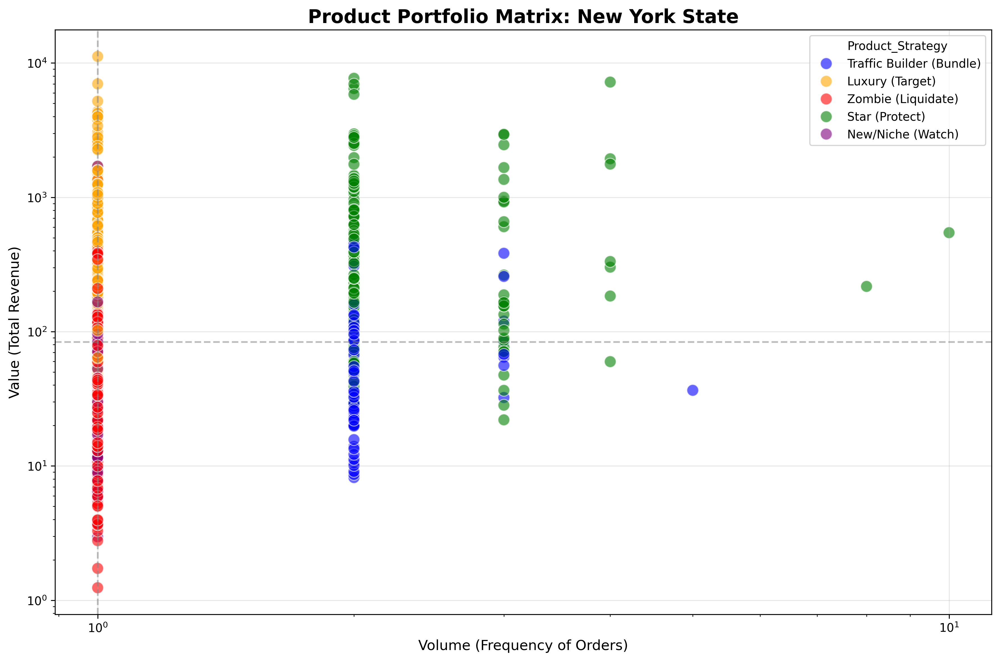 Product Portfolio Matrix: New York State
Product_Strategy
Traffic Builder (Bundle)
Luxury (Target)
Zombie (Liquidate)
Star (Protect)
New/Niche (Watch)
Value (Total Revenue)
10⁴
10³
10²
10¹
10⁰
10⁰
10¹
Volume (Frequency of Orders)